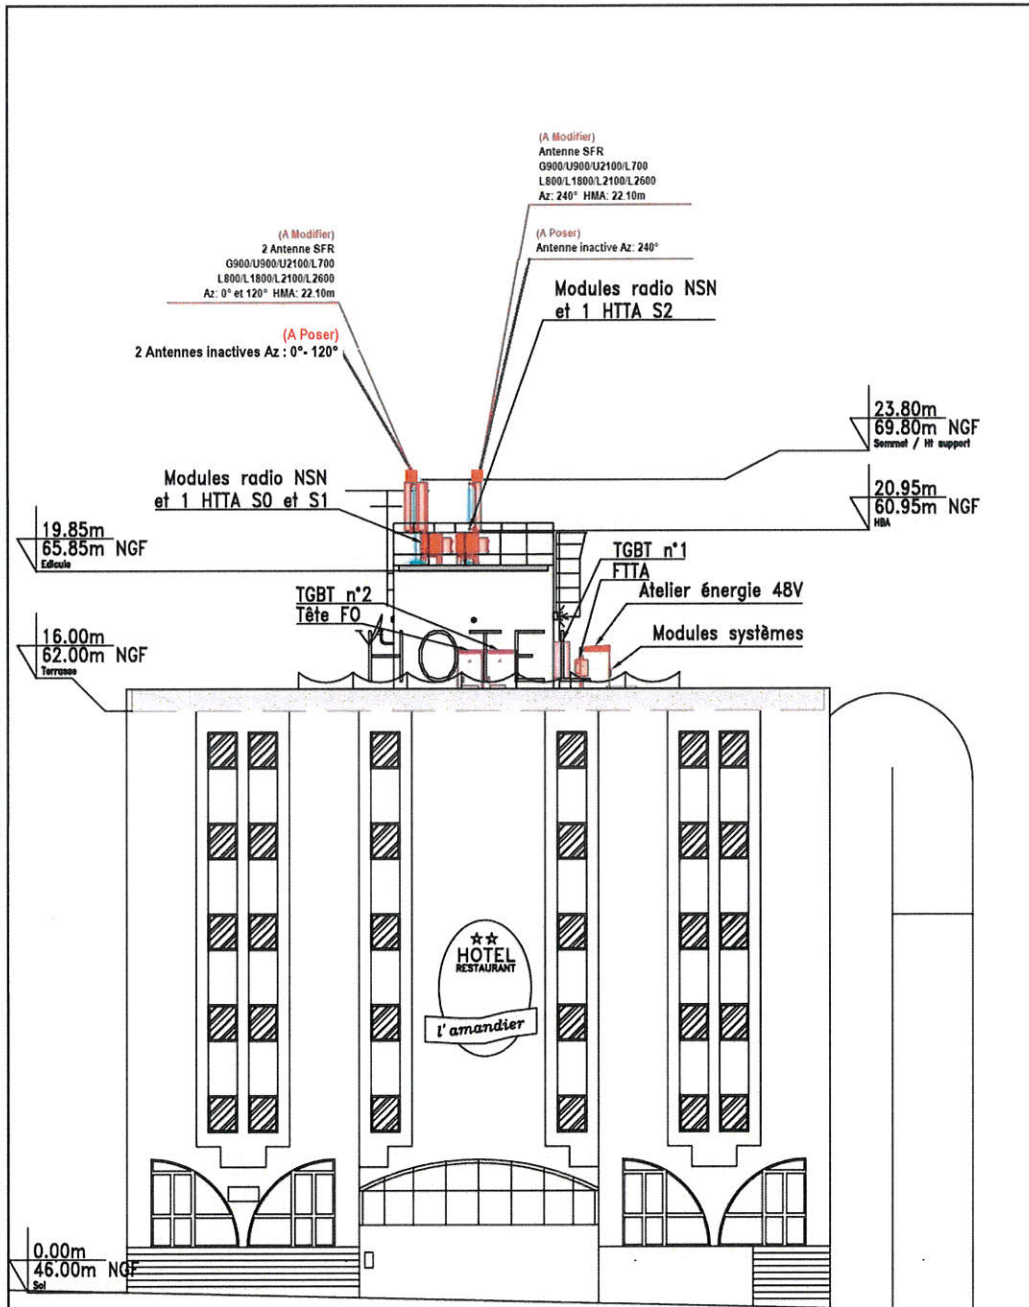 (A Modifier)
Antenne SFR
G900/U900/U2100/L700
L800/L1800/L2100/L2600
Az: 240° HMA: 22.10m
(A Poser)
Antenne inactive Az: 240°
(A Modifier)
2 Antenne SFR
G900/U900/U2100/L700
L800/L1800/L2100/L2600
Az: 0° et 120° HMA: 22.10m
(A Poser)
2 Antennes inactives Az : 0°- 120°
Modules radio NSN
et 1 HTTA S2
23.80m
69.80m NGF
Sommet / Ht support
Modules radio NSN
et 1 HTTA S0 et S1
20.95m
60.95m NGF
HBA
19.85m
65.85m NGF
Edicule
TGBT n°1
FTTA
Atelier énergie 48V
TGBT n°2
Tête FO
Modules systèmes
16.00m
62.00m NGF
Terrasse
HOTEL
HOTEL
RESTAURANT
l'amandier
0.00m
46.00m NGF
Sol